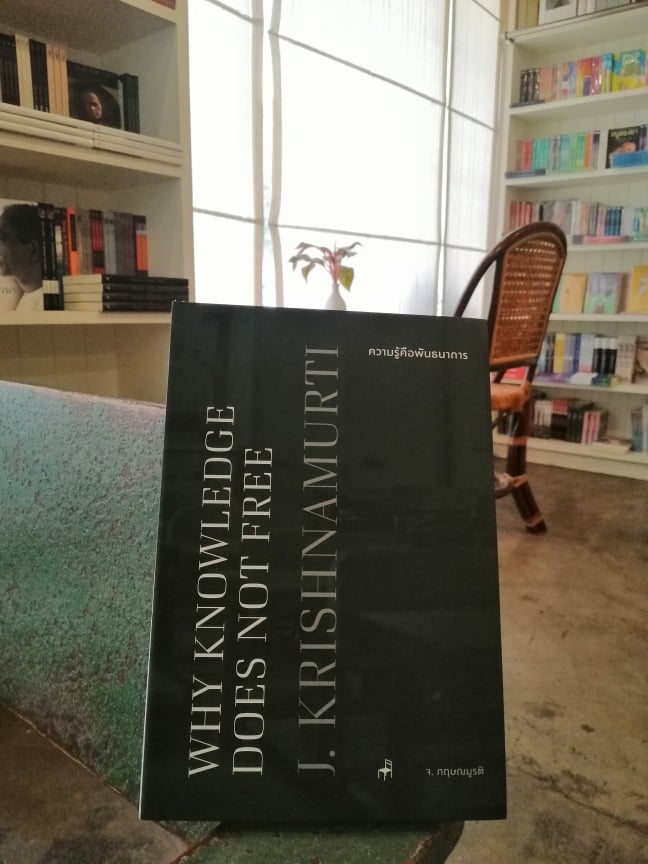 ความรู้คือพันธนาการ
WHY KNOWLEDGE
DOES NOT FREE
J. KRISHNAMURTI
จ. กฤษณมูรติ